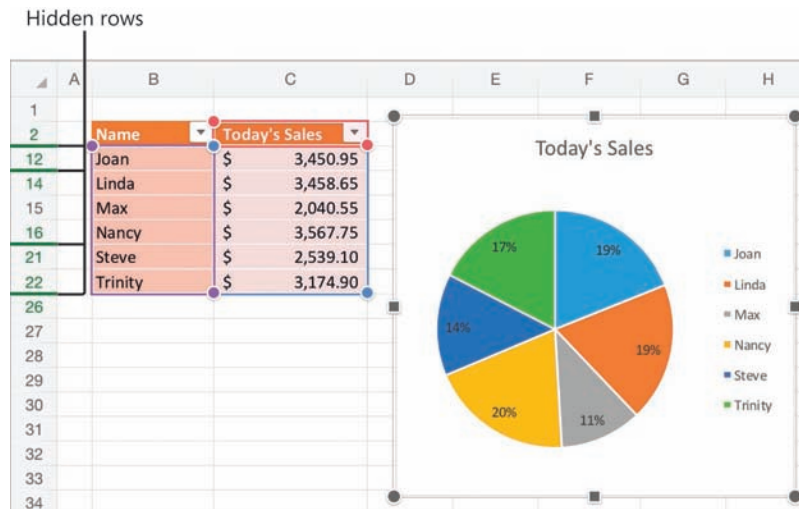 Hidden rows
A B C D E F G H
1
2 Name Today's Sales
12 Joan $ 3,450.95
14 Linda $ 3,458.65
15 Max $ 2,040.55
16 Nancy $ 3,567.75
21 Steve $ 2,539.10
22 Trinity $ 3,174.90
26
27
28
29
30
31
32
33
34
Today's Sales
17% 19%
14% 19%
20% 11%
Joan
Linda
Max
Nancy
Steve
Trinity